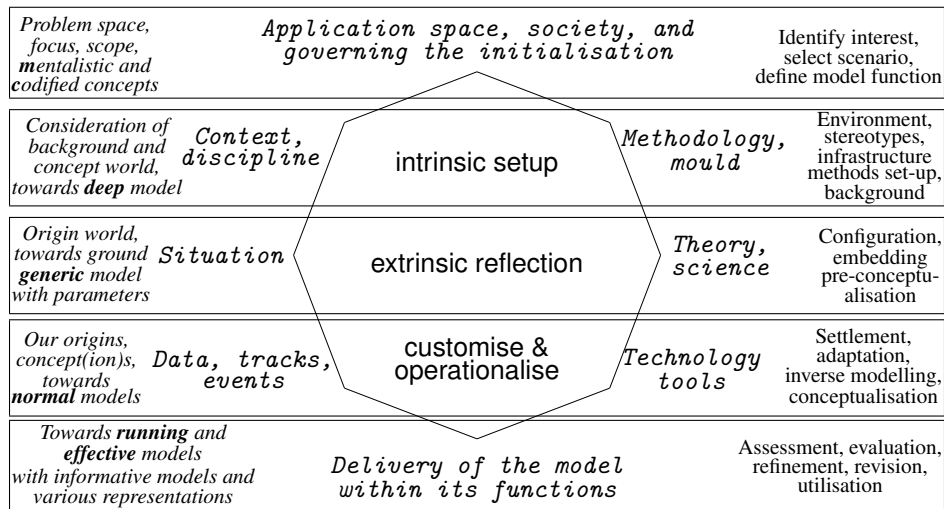 Problem space,
focus, scope,
mentalistic and
codified concepts
Application space, society, and
governing the initialisation
Identify interest,
select scenario,
define model function
Consideration of
background and
concept world,
towards deep model
Context,
discipline
intrinsic setup
Methodology,
mould
Environment,
stereotypes,
infrastructure
methods set-up,
background
Origin world,
towards ground
generic model
with parameters
Situation
extrinsic reflection
Theory,
science
Configuration,
embedding
pre-conceptu-
alisation
Our origins,
concept(ion)s,
towards
normal models
Data, tracks,
events
customise &
operationalise
Technology
tools
Settlement,
adaptation,
inverse modelling,
conceptualisation
Towards running and
effective models
with informative models and
various representations
Delivery of the model
within its functions
Assessment, evaluation,
refinement, revision,
utilisation